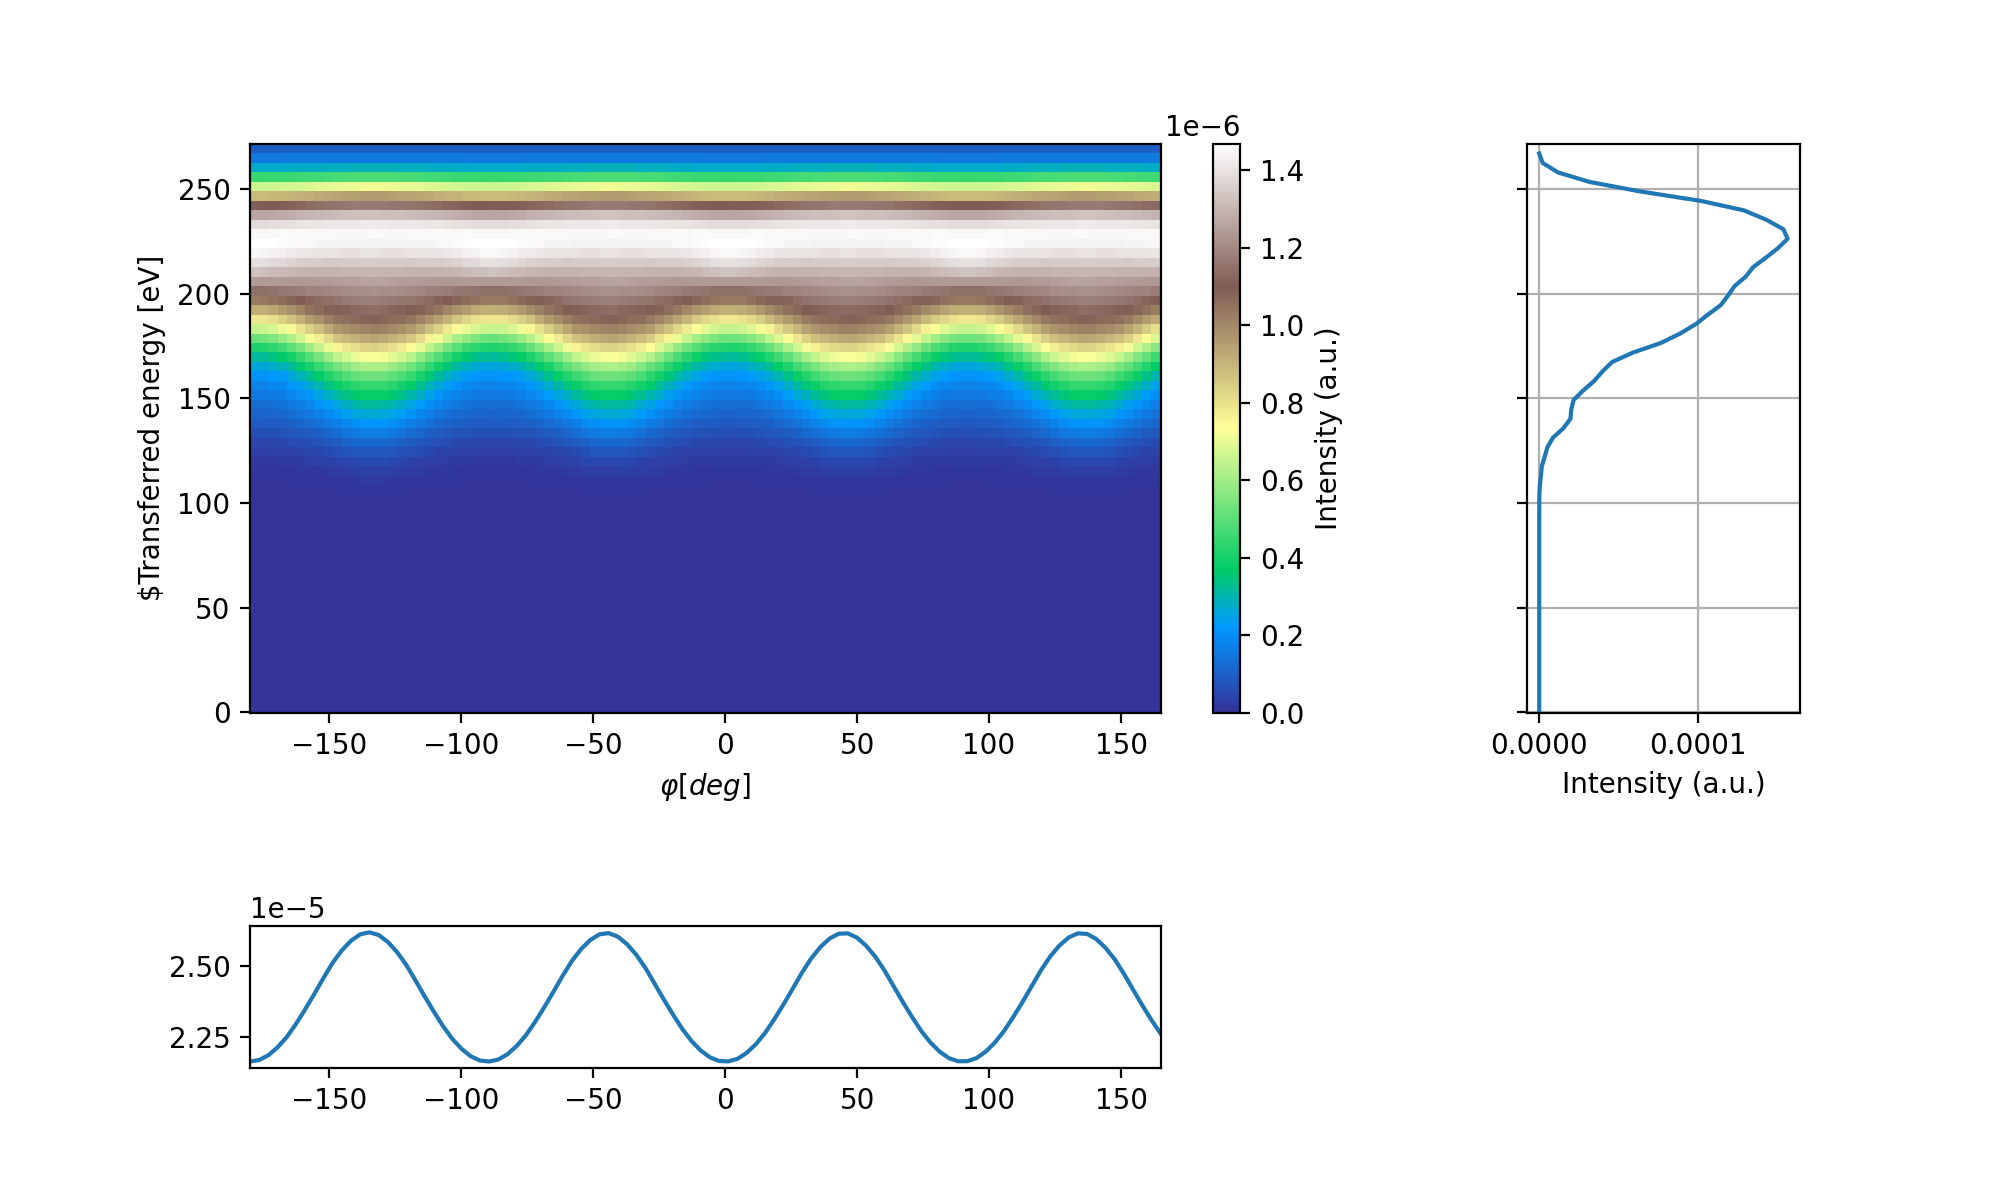 1e−6
250
200
150
100
50
0
$Transferred energy [eV]
−150 −100 −50 0 50 100 150
φ[deg]
1.4
1.2
1.0
0.8
0.6
0.4
0.2
0.0
Intensity (a.u.)
0.0000 0.0001
Intensity (a.u.)
1e−5
2.50
2.25
−150 −100 −50 0 50 100 150